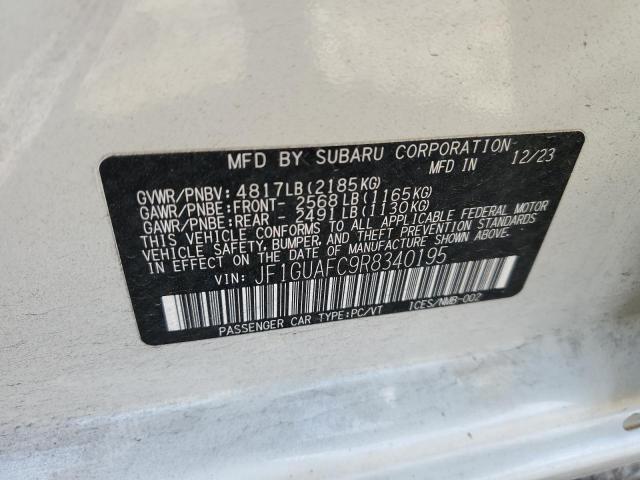 MFD BY SUBARU CORPORATION
MFD IN 12/23
GVWR/PNBV: 4817LB(2185KG)
GAWR/PNBE:FRONT- 2568LB(1165KG)
GAWR/PNBE:REAR - 2491LB(1130KG)
THIS VEHICLE CONFORMS TO ALL APPLICABLE FEDERAL MOTOR
VEHICLE SAFETY, BUMPER, AND THEFT PREVENTION STANDARDS
IN EFFECT ON THE DATE OF MANUFACTURE SHOWN ABOVE.
VIN: JF1GUAFC9R8340195
PASSENGER CAR TYPE:PC/VT ICES/NMB-002